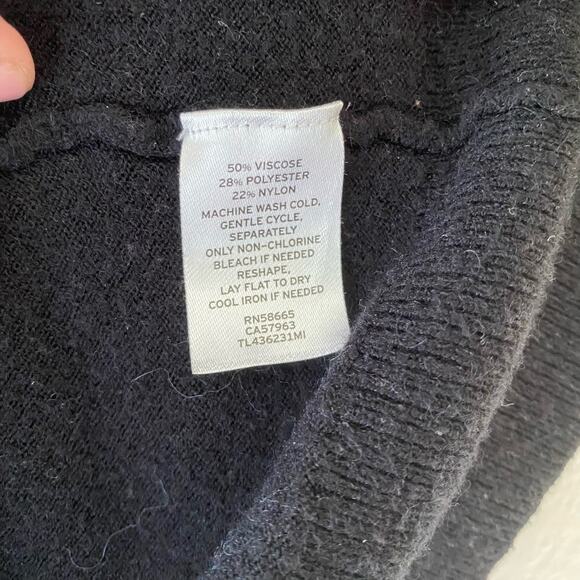 50% VISCOSE
28% POLYESTER
22% NYLON
MACHINE WASH COLD,
GENTLE CYCLE,
SEPARATELY
ONLY NON-CHLORINE
BLEACH IF NEEDED
RESHAPE,
LAY FLAT TO DRY
COOL IRON IF NEEDED
RN58665
CA57963
TL436231MI